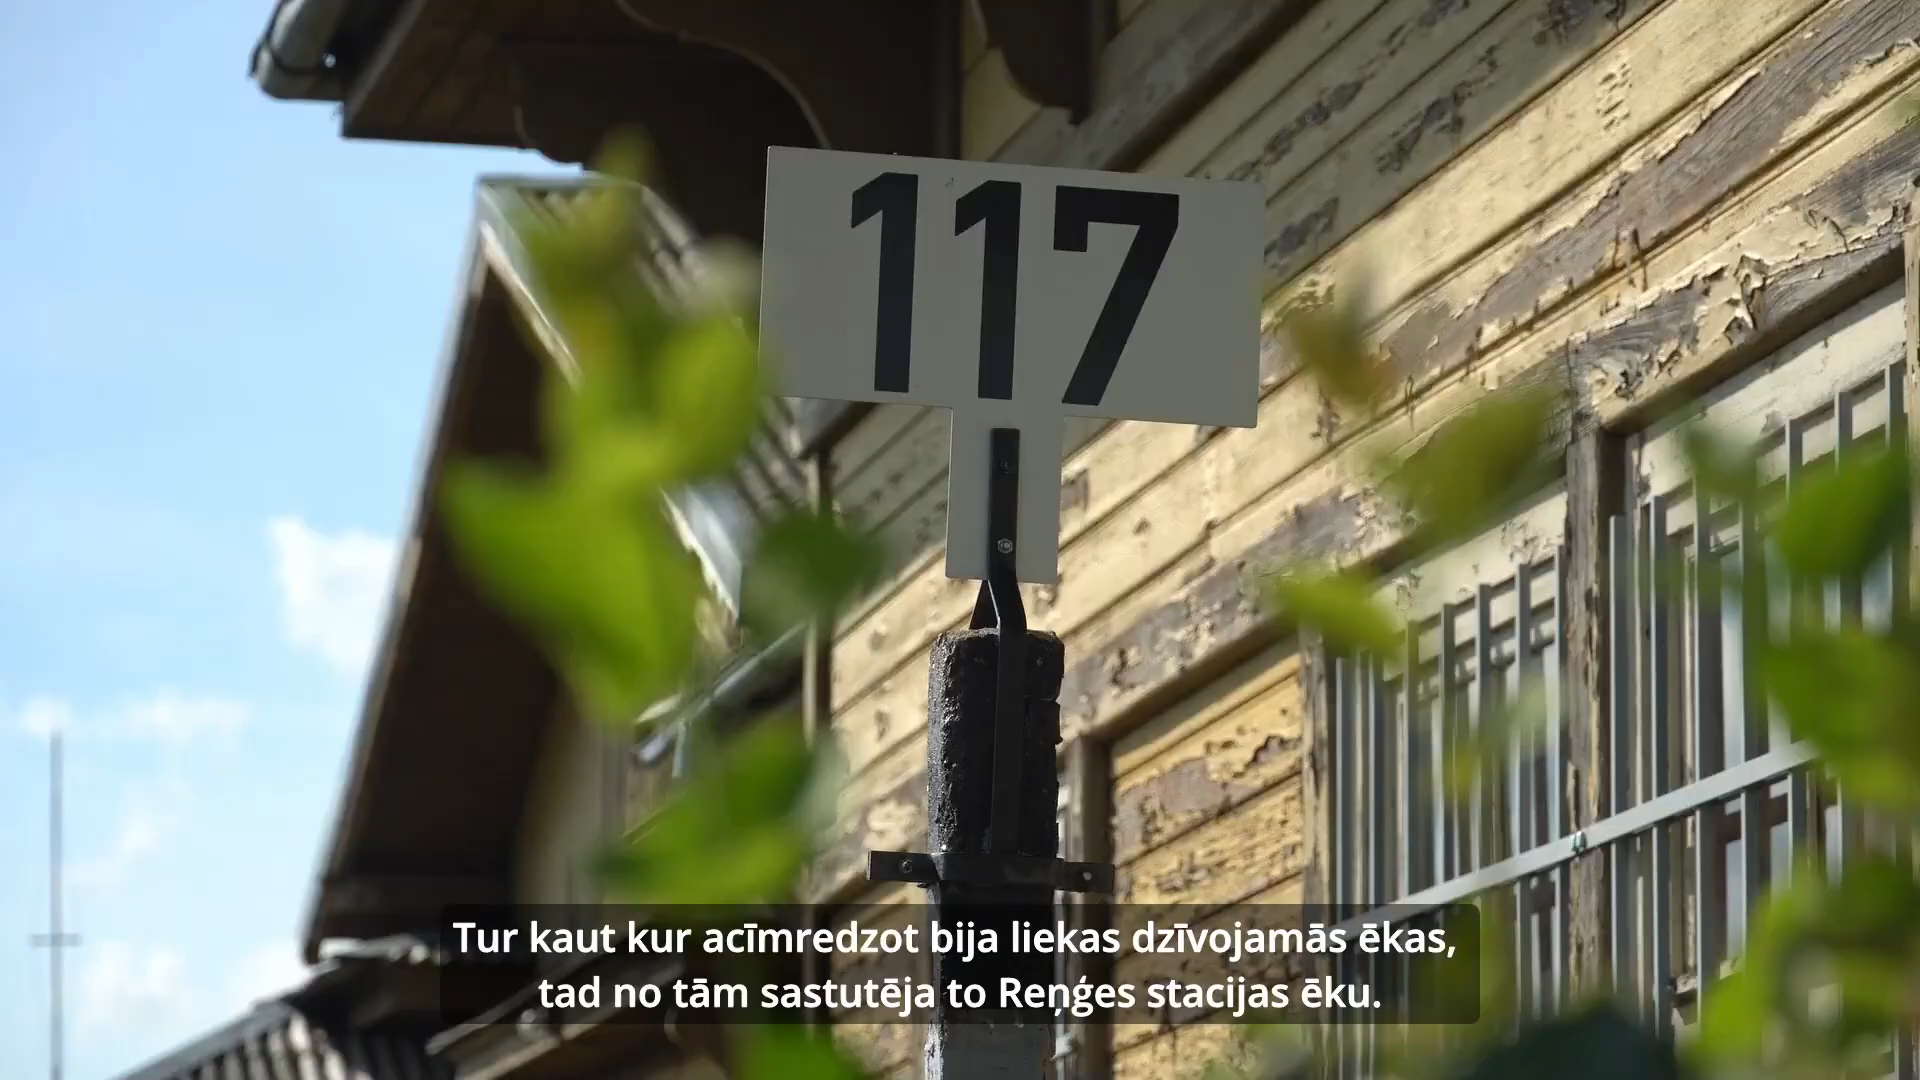 117
Tur kaut kur acīmredzot bija liekas dzīvojamās ēkas,
tad no tām sastutēja to Reņģes stacijas ēku.